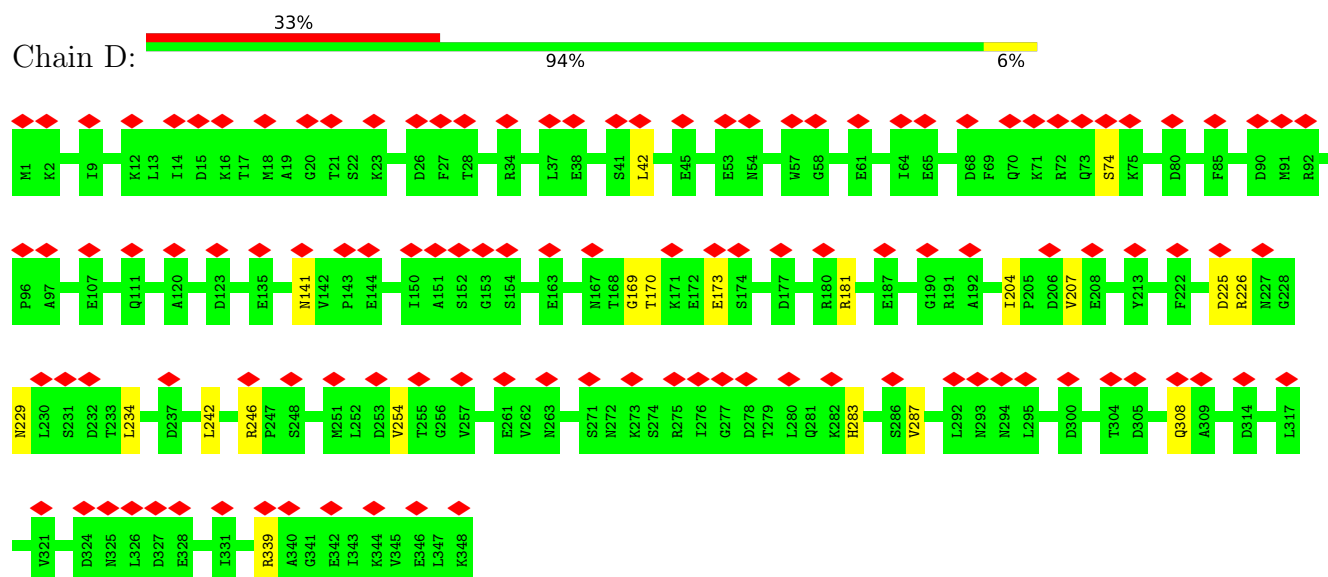 33%
Chain D:
94% 6%
M1 K2 I9 K12 L13 I14 D15 K16 T17 M18 A19 G20 T21 S22 K23 D26 F27 T28 R34 L37 E38 S41 L42 E45 E53 N54 W57 G58 E61 I64 E65 D68 F69 Q70 K71 R72 Q73 S74 K75 D80 F85 D90 M91 R92
P96 A97 E107 Q111 A120 D123 E135 N141 V142 P143 E144 I150 A151 S152 G153 S154 E163 N167 T168 G169 T170 K171 E172 E173 S174 D177 R180 R181 E187 G190 R191 A192 I204 P205 D206 V207 E208 Y213 F222 D225 R226 N227 G228
N229 L230 S231 D232 T233 L234 D237 L242 R246 P247 S248 M251 L252 D253 V254 T255 G256 V257 E261 V262 N263 S271 N272 K273 S274 R275 I276 G277 D278 T279 L280 Q281 K282 H283 S286 V287 L292 N293 N294 L295 D300 T304 D305 Q308 A309 D314 L317
V321 D324 N325 L326 D327 E328 I331 R339 A340 G341 E342 I343 K344 V345 E346 L347 K348